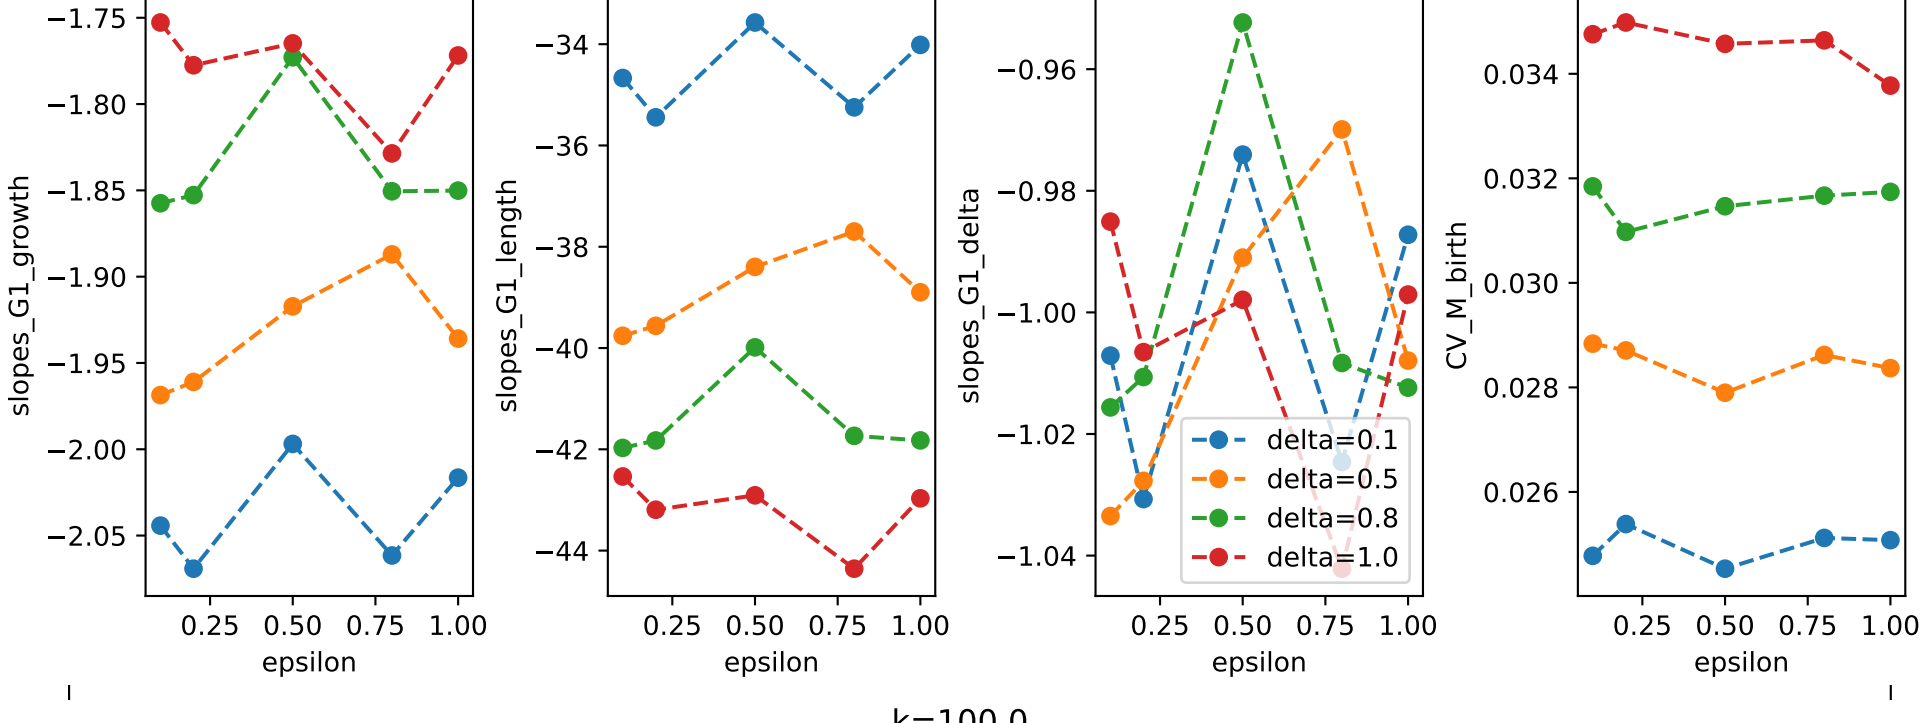 slopes_G1_growth
−1.75
−1.80
−1.85
−1.90
−1.95
−2.00
−2.05
0.25 0.50 0.75 1.00
epsilon
slopes_G1_length
−34
−36
−38
−40
−42
−44
0.25 0.50 0.75 1.00
epsilon
slopes_G1_delta
−0.96
−0.98
−1.00
−1.02
−1.04
delta=0.1
delta=0.5
delta=0.8
delta=1.0
0.25 0.50 0.75 1.00
epsilon
CV_M_birth
0.034
0.032
0.030
0.028
0.026
0.25 0.50 0.75 1.00
epsilon
k=100.0